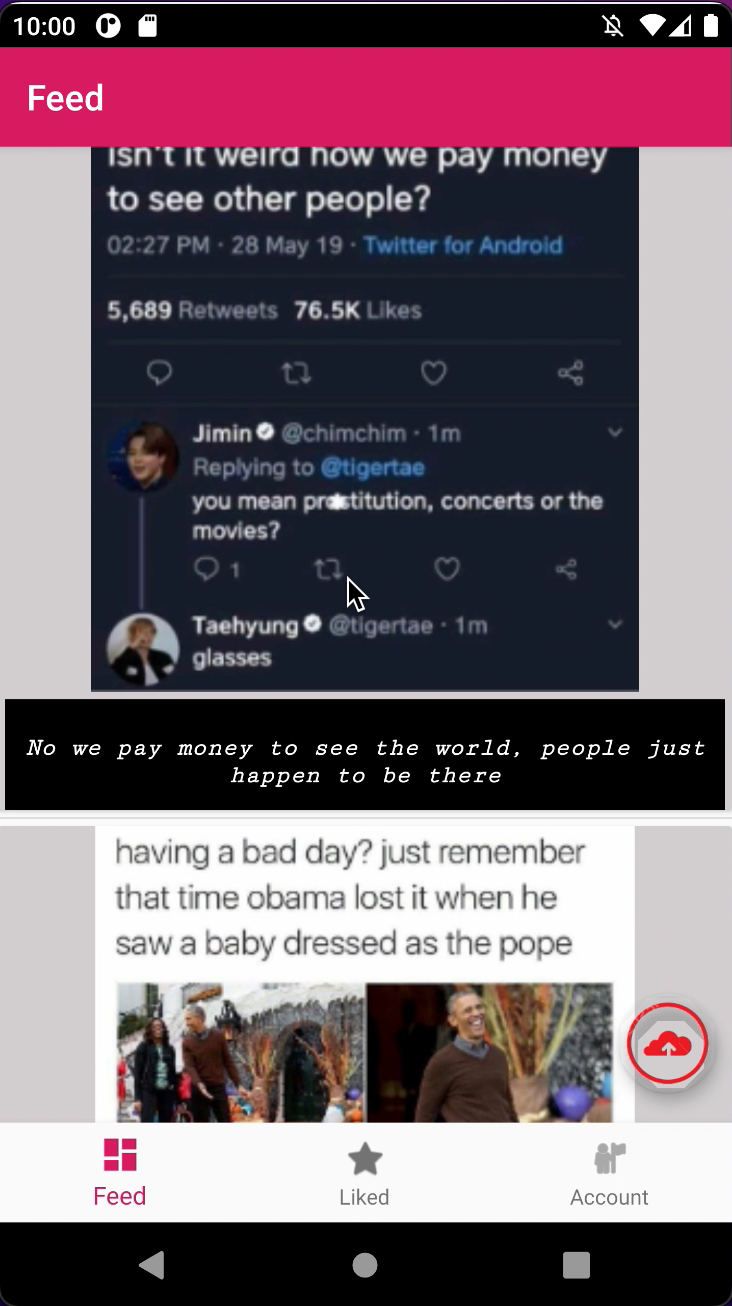 10:00
Feed
isn't it weird how we pay money
to see other people?
02:27 PM · 28 May 19 · Twitter for Android
5,689 Retweets 76.5K Likes
Jimin @chimchim · 1m
Replying to @tigertae
you mean pr*stitution, concerts or the
movies?
1
Taehyung @tigertae · 1m
glasses
No we pay money to see the world, people just
happen to be there
having a bad day? just remember
that time obama lost it when he
saw a baby dressed as the pope
Feed
Liked
Account